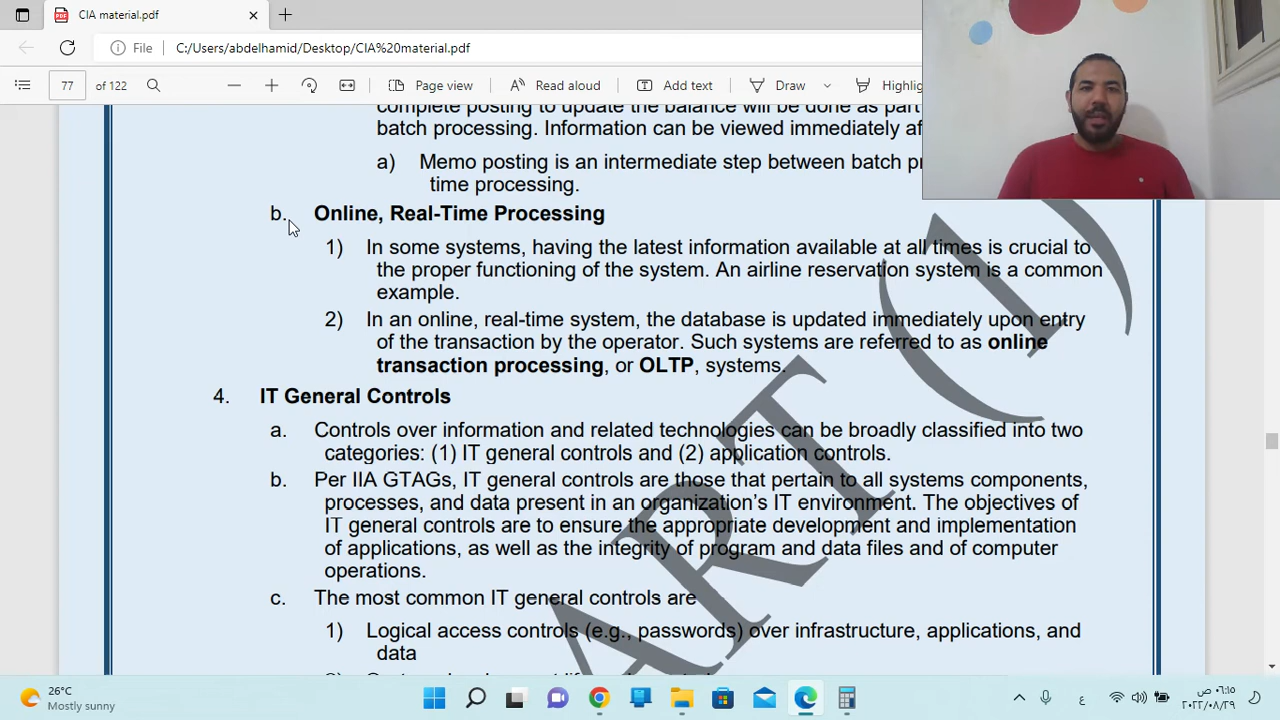 CIA material.pdf
File
C:/Users/abdelhamid/Desktop/CIA%20material.pdf
77 of 122
Page view
Read aloud
Add text
Draw
Highlig
complete posting to update the balance will be done as part
batch processing. Information can be viewed immediately af
a) Memo posting is an intermediate step between batch pr
time processing.
b. Online, Real-Time Processing
1) In some systems, having the latest information available at all times is crucial to
the proper functioning of the system. An airline reservation system is a common
example.
2) In an online, real-time system, the database is updated immediately upon entry
of the transaction by the operator. Such systems are referred to as online
transaction processing, or OLTP, systems.
4. IT General Controls
a. Controls over information and related technologies can be broadly classified into two
categories: (1) IT general controls and (2) application controls.
b. Per IIA GTAGs, IT general controls are those that pertain to all systems components,
processes, and data present in an organization's IT environment. The objectives of
IT general controls are to ensure the appropriate development and implementation
of applications, as well as the integrity of program and data files and of computer
operations.
c. The most common IT general controls are
1) Logical access controls (e.g., passwords) over infrastructure, applications, and
data
ART (1)
26°C
Mostly sunny
ع
٠٦:١٥ ص
٢٠٢٢/٠٨/٢٩